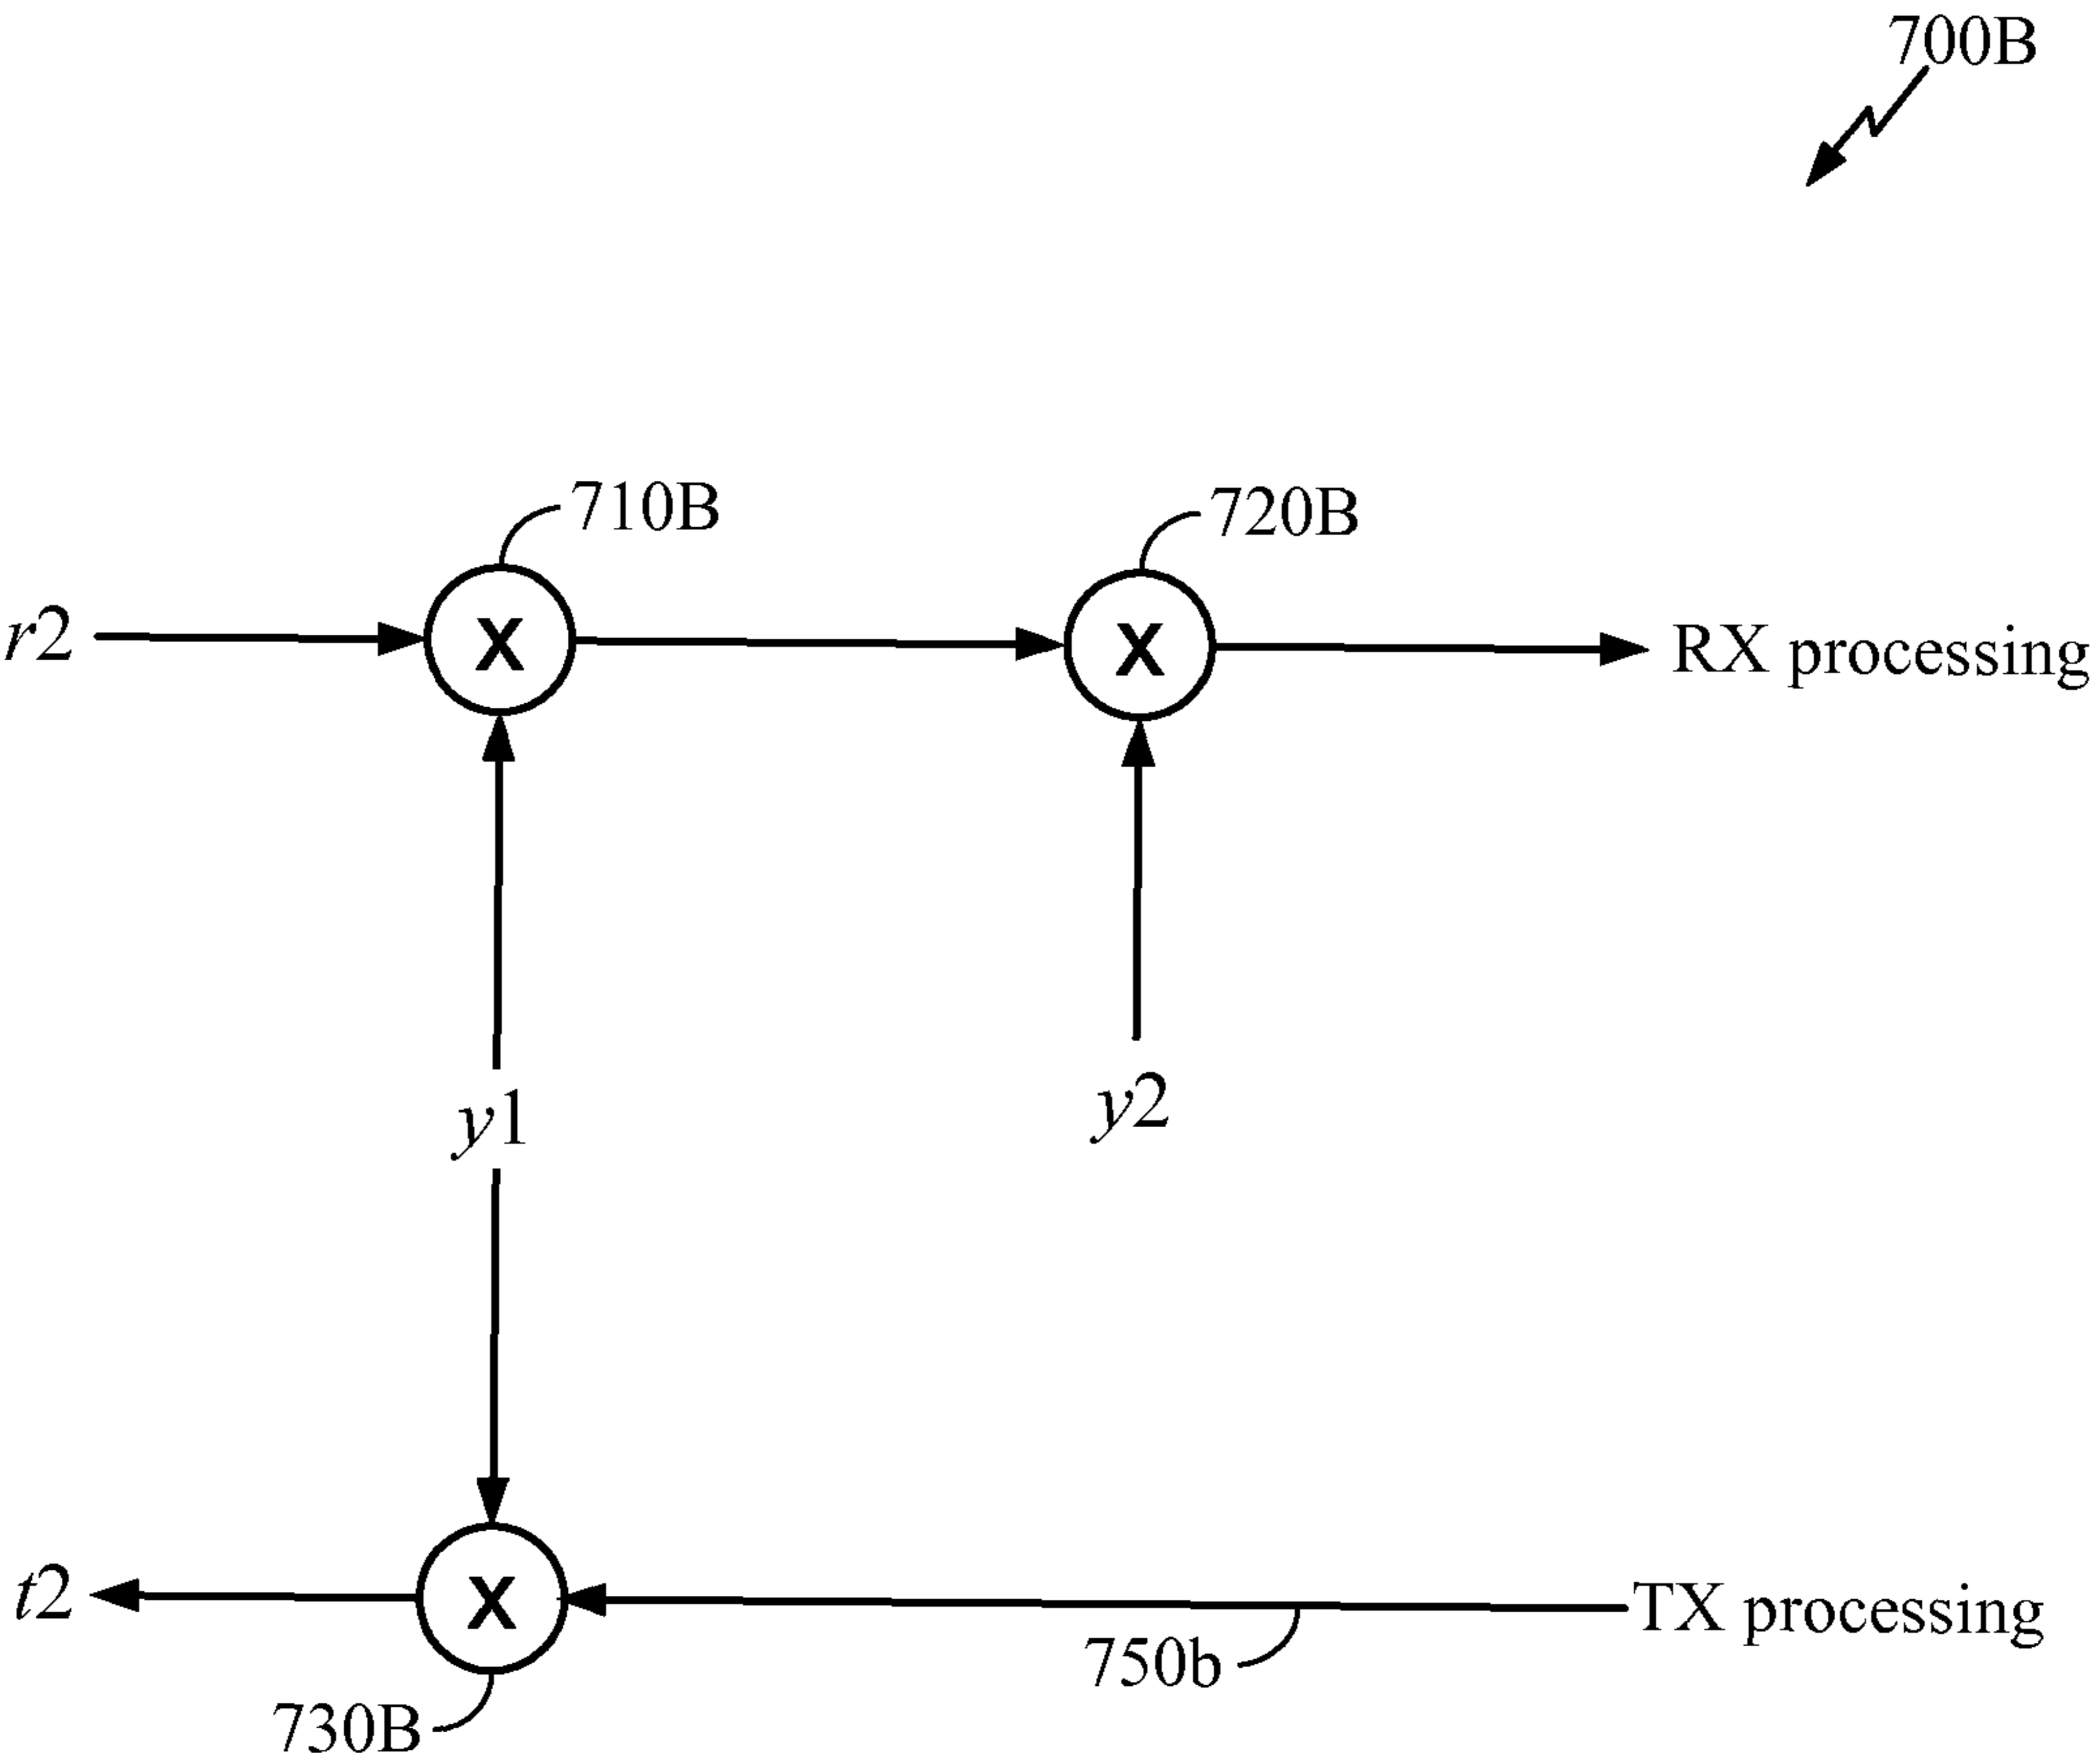 700B
710B
720B
r2
X
X
RX processing
y1
y2
t2
X
TX processing
750b
730B